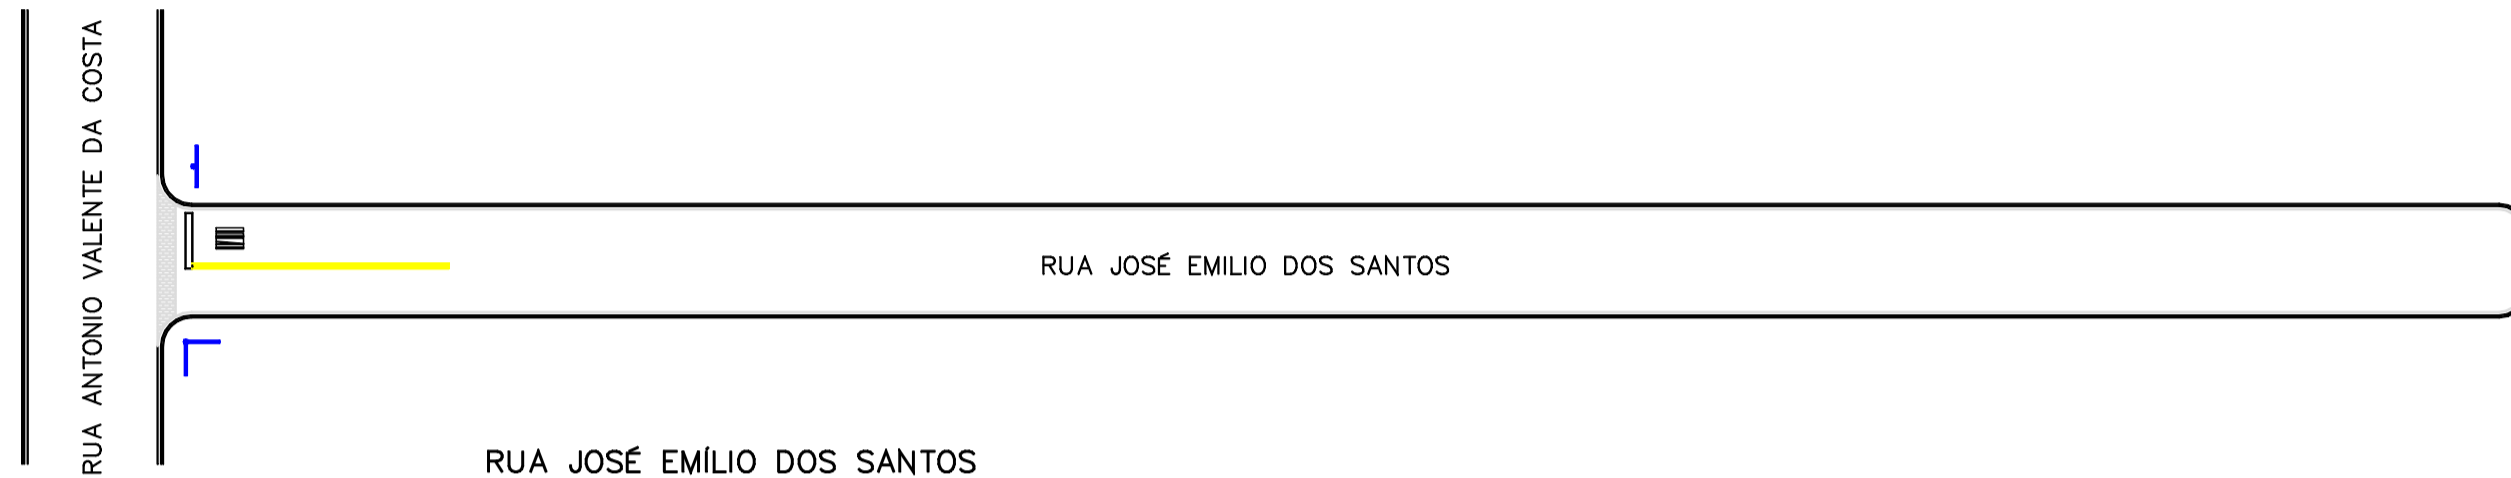 RUA ANTONIO VALENTE DA COSTA
RUA JOSÉ EMILIO DOS SANTOS
RUA JOSÉ EMÍLIO DOS SANTOS